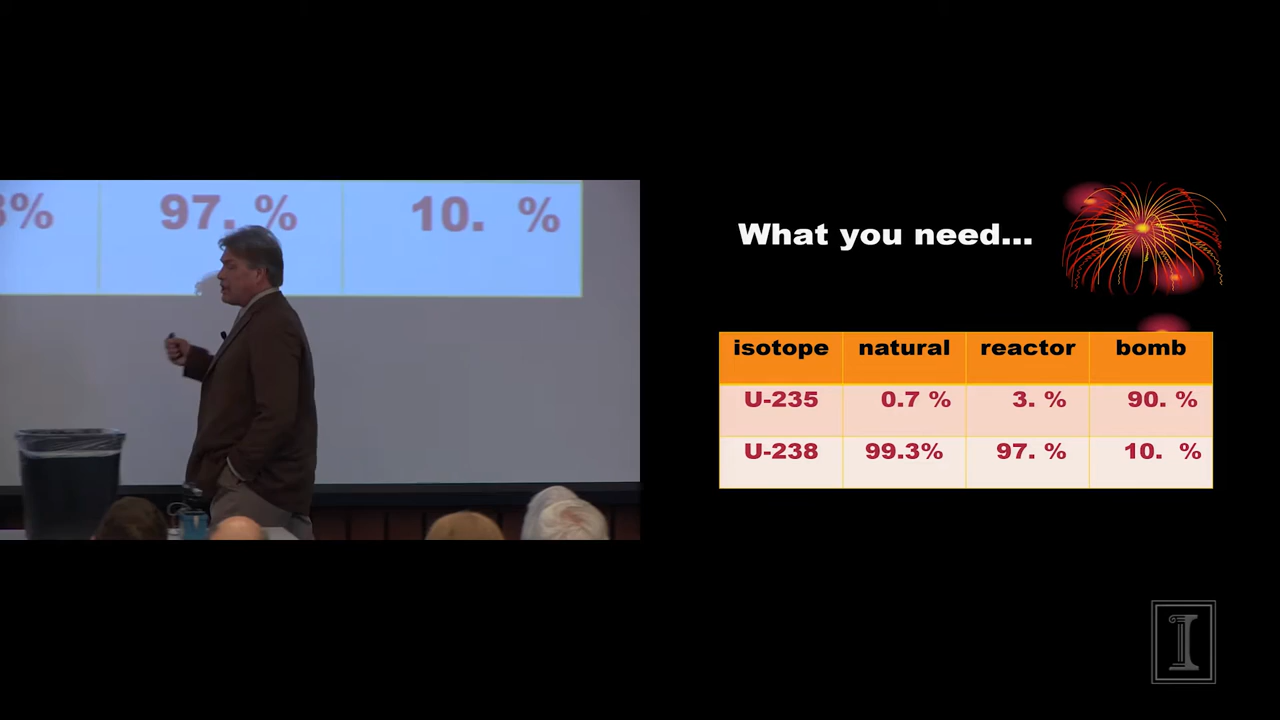 3% 97. % 10. %
What you need...
isotope natural reactor bomb
U-235 0.7 % 3. % 90. %
U-238 99.3% 97. % 10. %
I